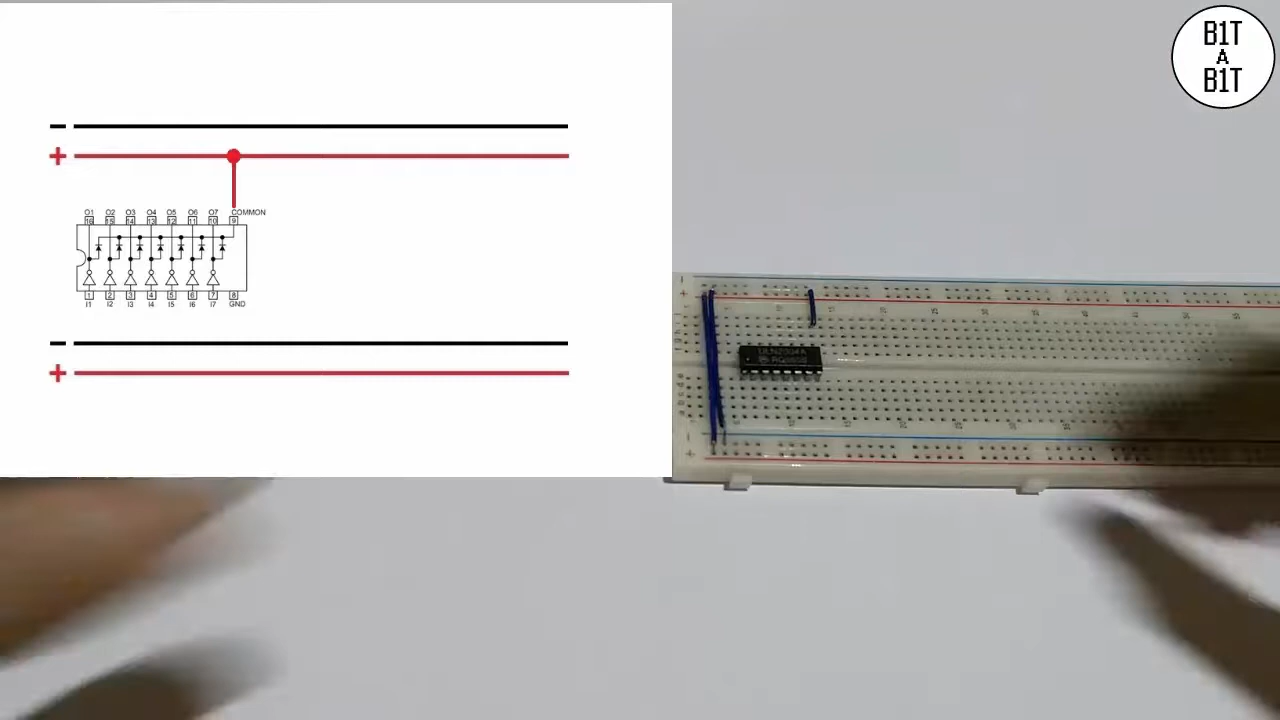 B1T
A
B1T
O1 O2 O3 O4 O5 O6 O7 COMMON
16 15 14 13 12 11 10 9
1 2 3 4 5 6 7 8
I1 I2 I3 I4 I5 I6 I7 GND
ULN2004A